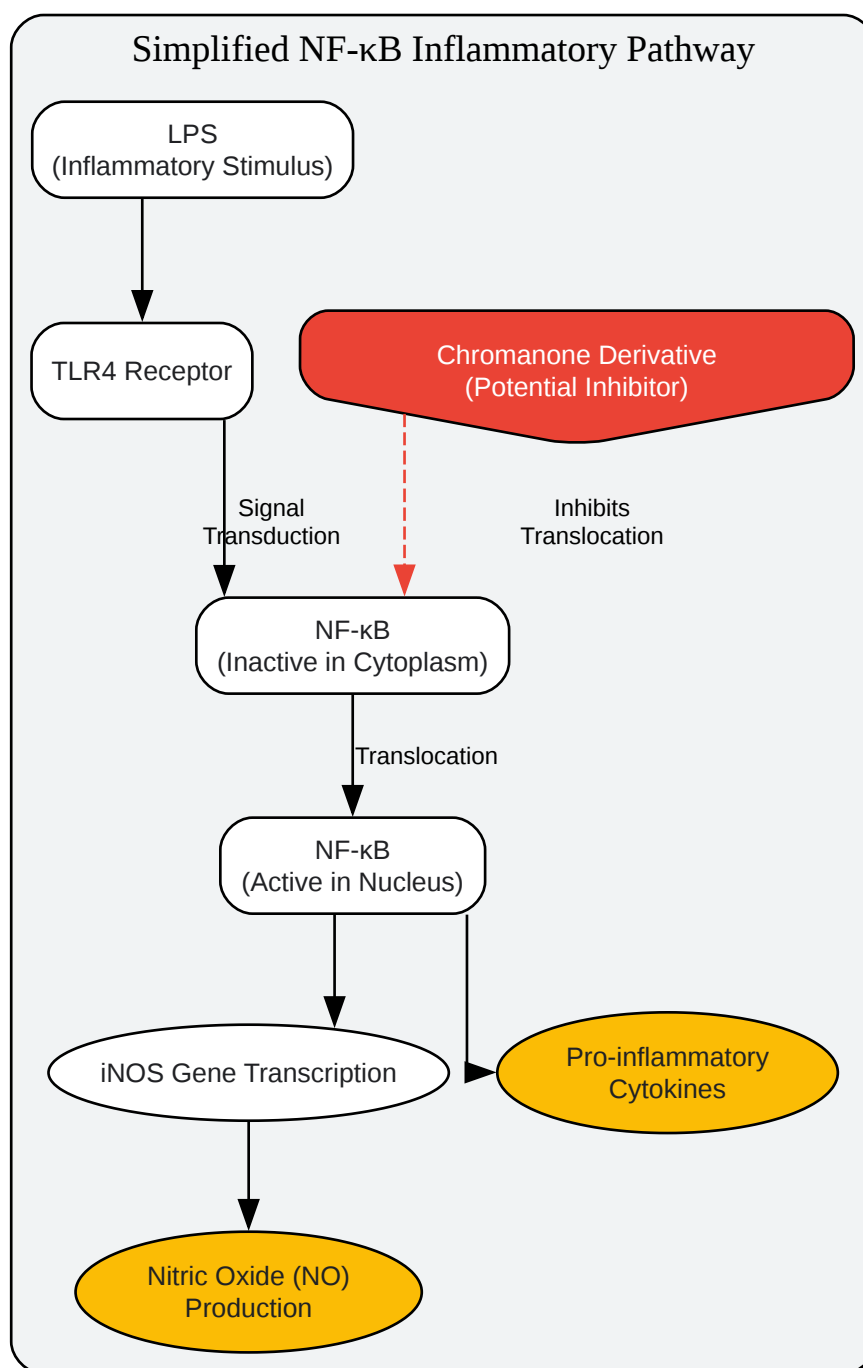 Simplified NF-κB Inflammatory Pathway
LPS
(Inflammatory Stimulus)
TLR4 Receptor
Chromanone Derivative
(Potential Inhibitor)
Signal
Transduction
Inhibits
Translocation
NF-κB
(Inactive in Cytoplasm)
Translocation
NF-κB
(Active in Nucleus)
iNOS Gene Transcription
Pro-inflammatory
Cytokines
Nitric Oxide (NO)
Production